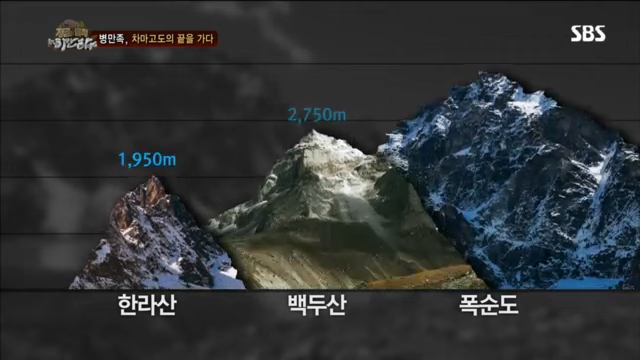 병만족, 차마고도의 끝을 가다
SBS
2,750m
1,950m
한라산 백두산 폭순도